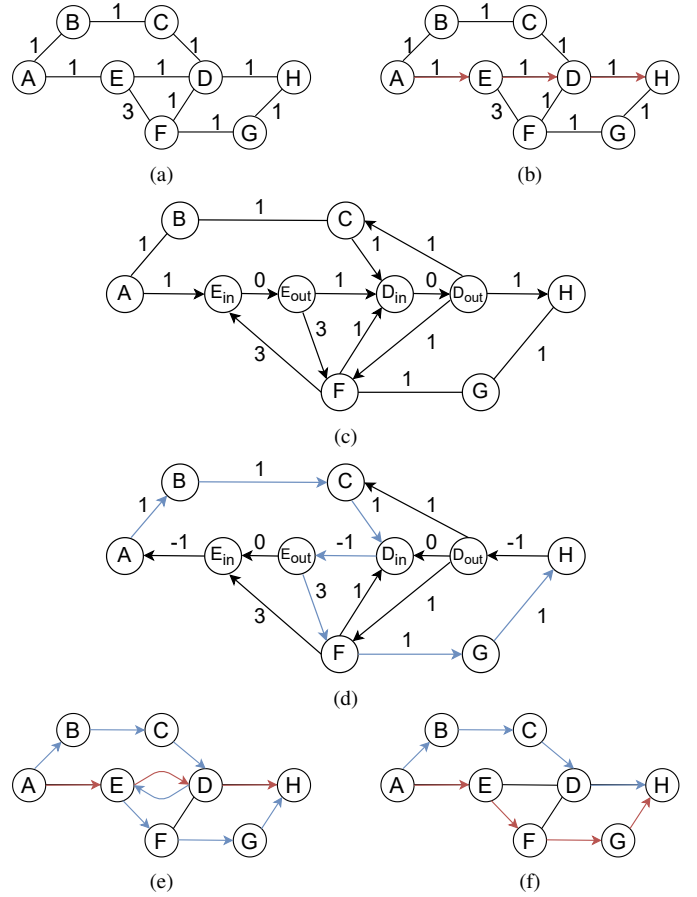 B 1 C B 1 C
1 1 1 1
A 1 E 1 D 1 H A 1 E 1 D 1 H
3 1 1 3 1 1
F 1 G F 1 G
(a) (b)
B 1 C
1 1 1
A 1 Ein 0 Eout 1 Din 0 Dout 1 H
3 1
3 1 1
F 1 G
(c)
B 1 C
1 1 1
A -1 Ein 0 Eout -1 Din 0 Dout -1 H
3 1
3 1 1
F 1 G
(d)
B C B C
A E D H A E D H
F G F G
(e) (f)